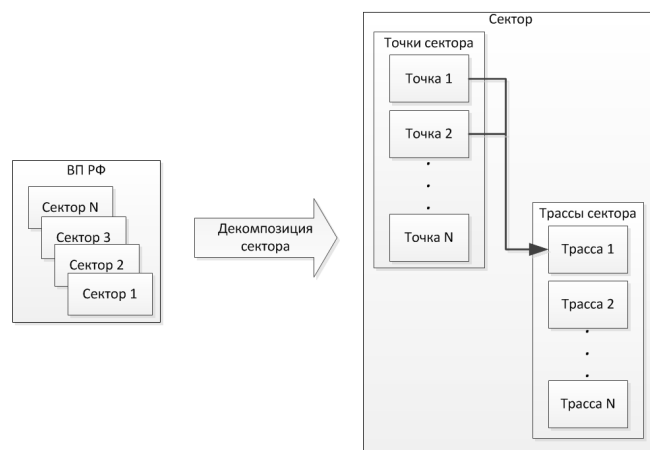 ВП РФ
Сектор N
Сектор 3
Сектор 2
Сектор 1
Декомпозиция
сектора
Сектор
Точки сектора
Точка 1
Точка 2
Точка N
Трассы сектора
Трасса 1
Трасса 2
Трасса N